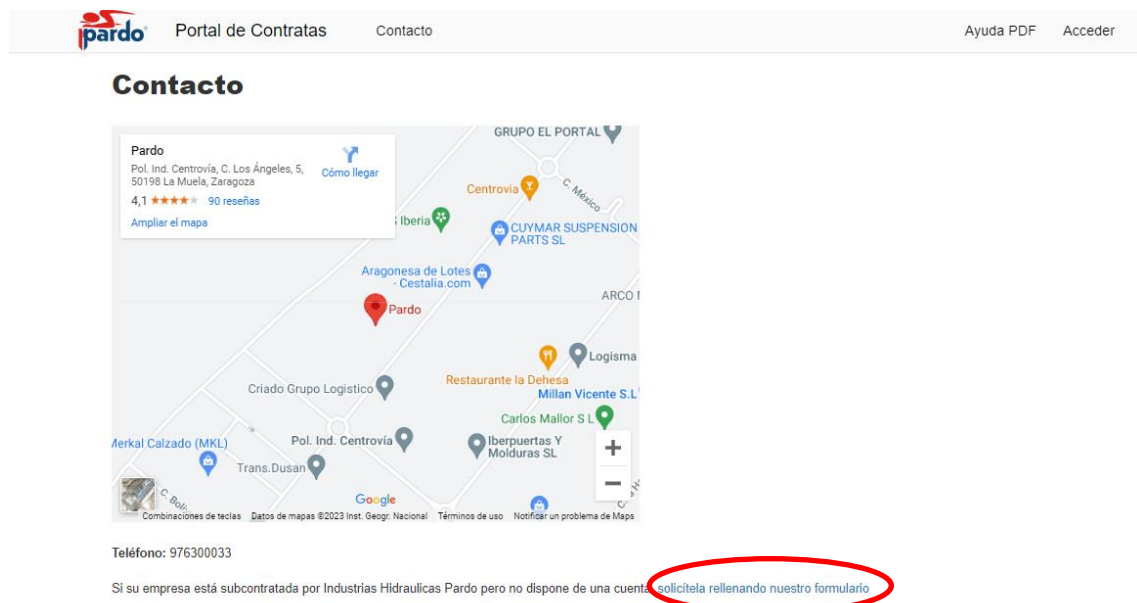 pardo
Portal de Contratas
Contacto
Ayuda PDF
Acceder
Contacto
Pardo
Pol. Ind. Centrovía, C. Los Ángeles, 5,
50198 La Muela, Zaragoza
4,1
90 reseñas
Ampliar el mapa
Cómo llegar
GRUPO EL PORTAL
C. México
Centrovia
Iberia
CUYMAR SUSPENSION
PARTS SL
Aragonesa de Lotes
- Cestalia.com
ARCO
Pardo
Logisma
Restaurante la Dehesa
Millan Vicente S.L
Criado Grupo Logistico
Carlos Mallor S L
Merkal Calzado (MKL)
Pol. Ind. Centrovía
Iberpuertas Y
Molduras SL
Trans.Dusan
Google
Combinaciones de teclas
Datos de mapas ©2023 Inst. Geogr. Nacional
Términos de uso
Notificar un problema de Maps
Teléfono: 976300033
Si su empresa está subcontratada por Industrias Hidraulicas Pardo pero no dispone de una cuenta solicítela rellenando nuestro formulario